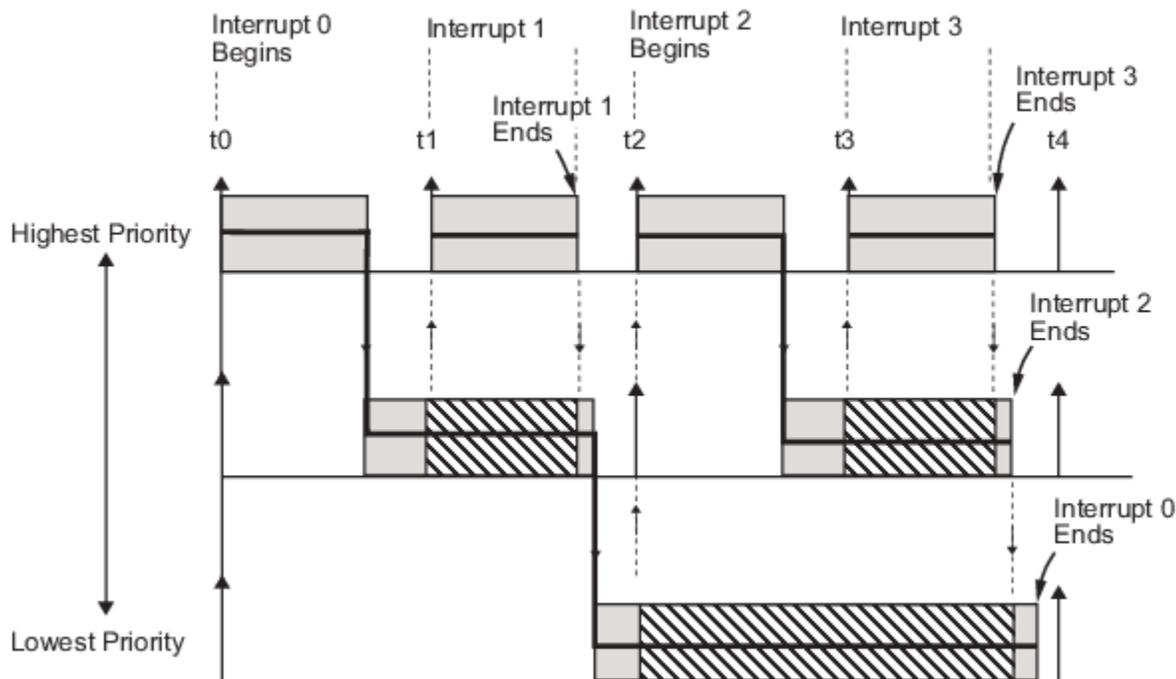 Interrupt 0
Begins
Interrupt 1
Interrupt 2
Begins
Interrupt 3
Interrupt 3
Ends
Interrupt 1
Ends
t0
t1
t2
t3
t4
Highest Priority
Interrupt 2
Ends
Interrupt 0
Ends
Lowest Priority